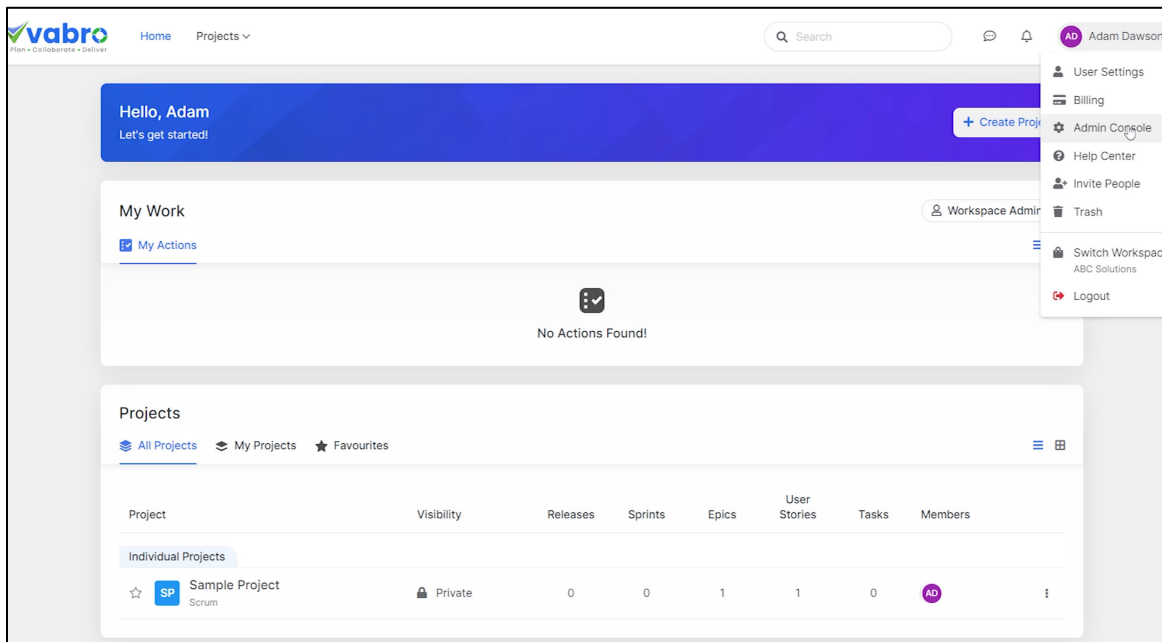 vabro
Plan • Collaborate • Deliver
Home
Projects
Search
AD
Adam Dawson
User Settings
Billing
Admin Console
Help Center
Invite People
Trash
Switch Workspac
ABC Solutions
Logout
Hello, Adam
Let's get started!
+ Create Proje
My Work
Workspace Admin
My Actions
No Actions Found!
Projects
All Projects
My Projects
Favourites
Project
Visibility
Releases
Sprints
Epics
User
Stories
Tasks
Members
Individual Projects
SP
Sample Project
Scrum
Private
0
0
1
1
0
AD